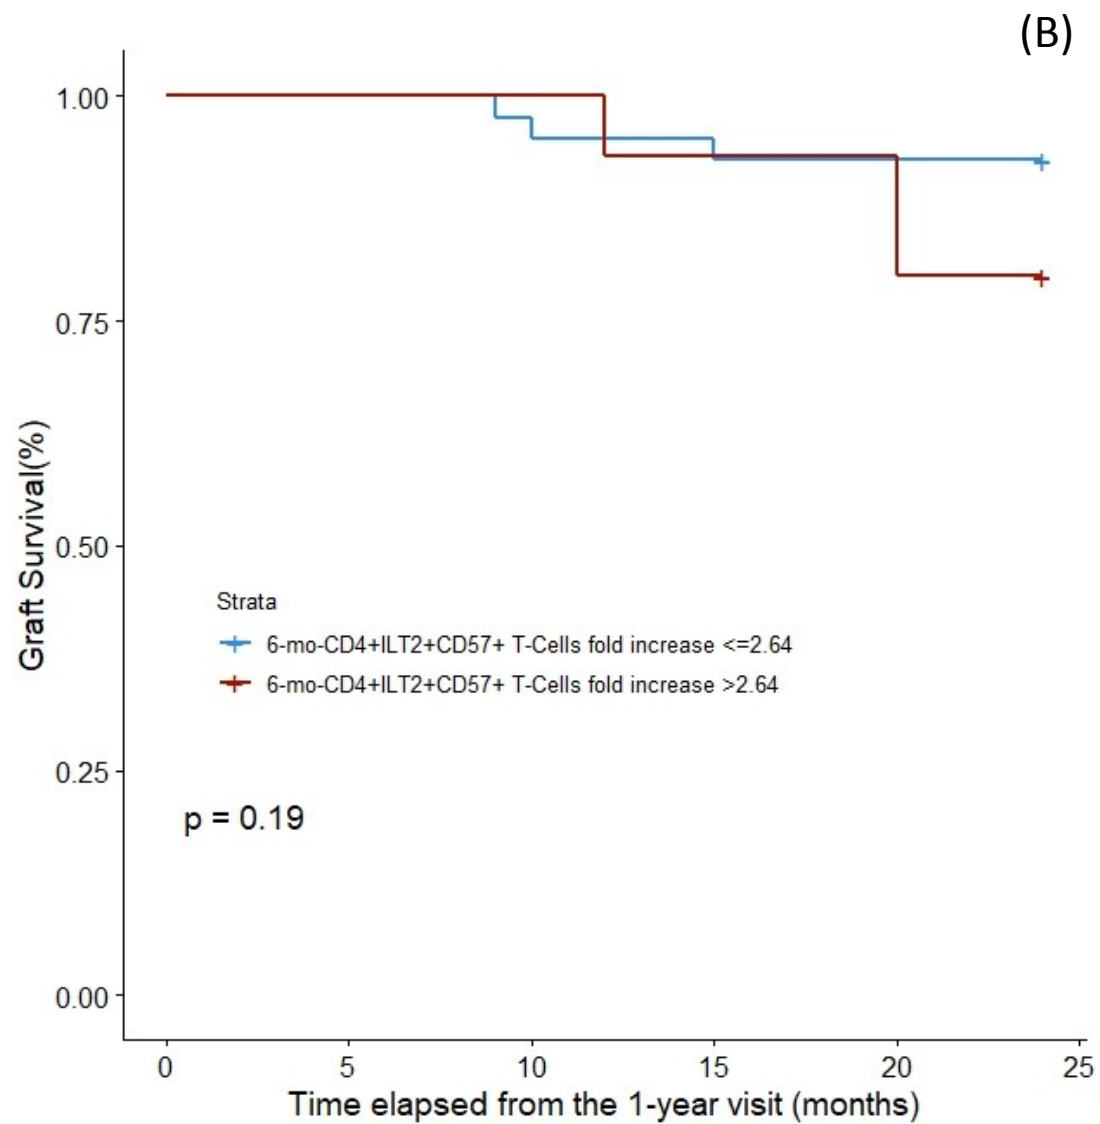 (B)
1.00
0.75
0.50
0.25
0.00
Graft Survival(%)
Strata
6-mo-CD4+ILT2+CD57+ T-Cells fold increase <=2.64
6-mo-CD4+ILT2+CD57+ T-Cells fold increase >2.64
p = 0.19
0 5 10 15 20 25
Time elapsed from the 1-year visit (months)